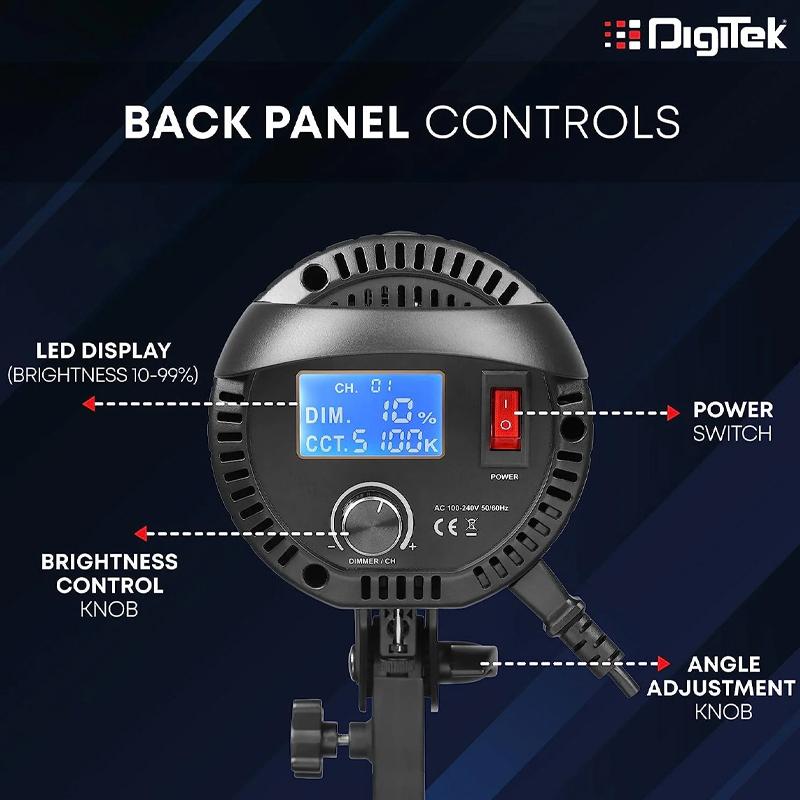 DigiTek
BACK PANEL CONTROLS
LED DISPLAY
(BRIGHTNESS 10-99%)
CH. 01
DIM. 10 %
CCT. 5100K
I
O
POWER
POWER
SWITCH
AC 100-240V 50/60Hz
CE
- +
DIMMER / CH
BRIGHTNESS
CONTROL
KNOB
ANGLE
ADJUSTMENT
KNOB